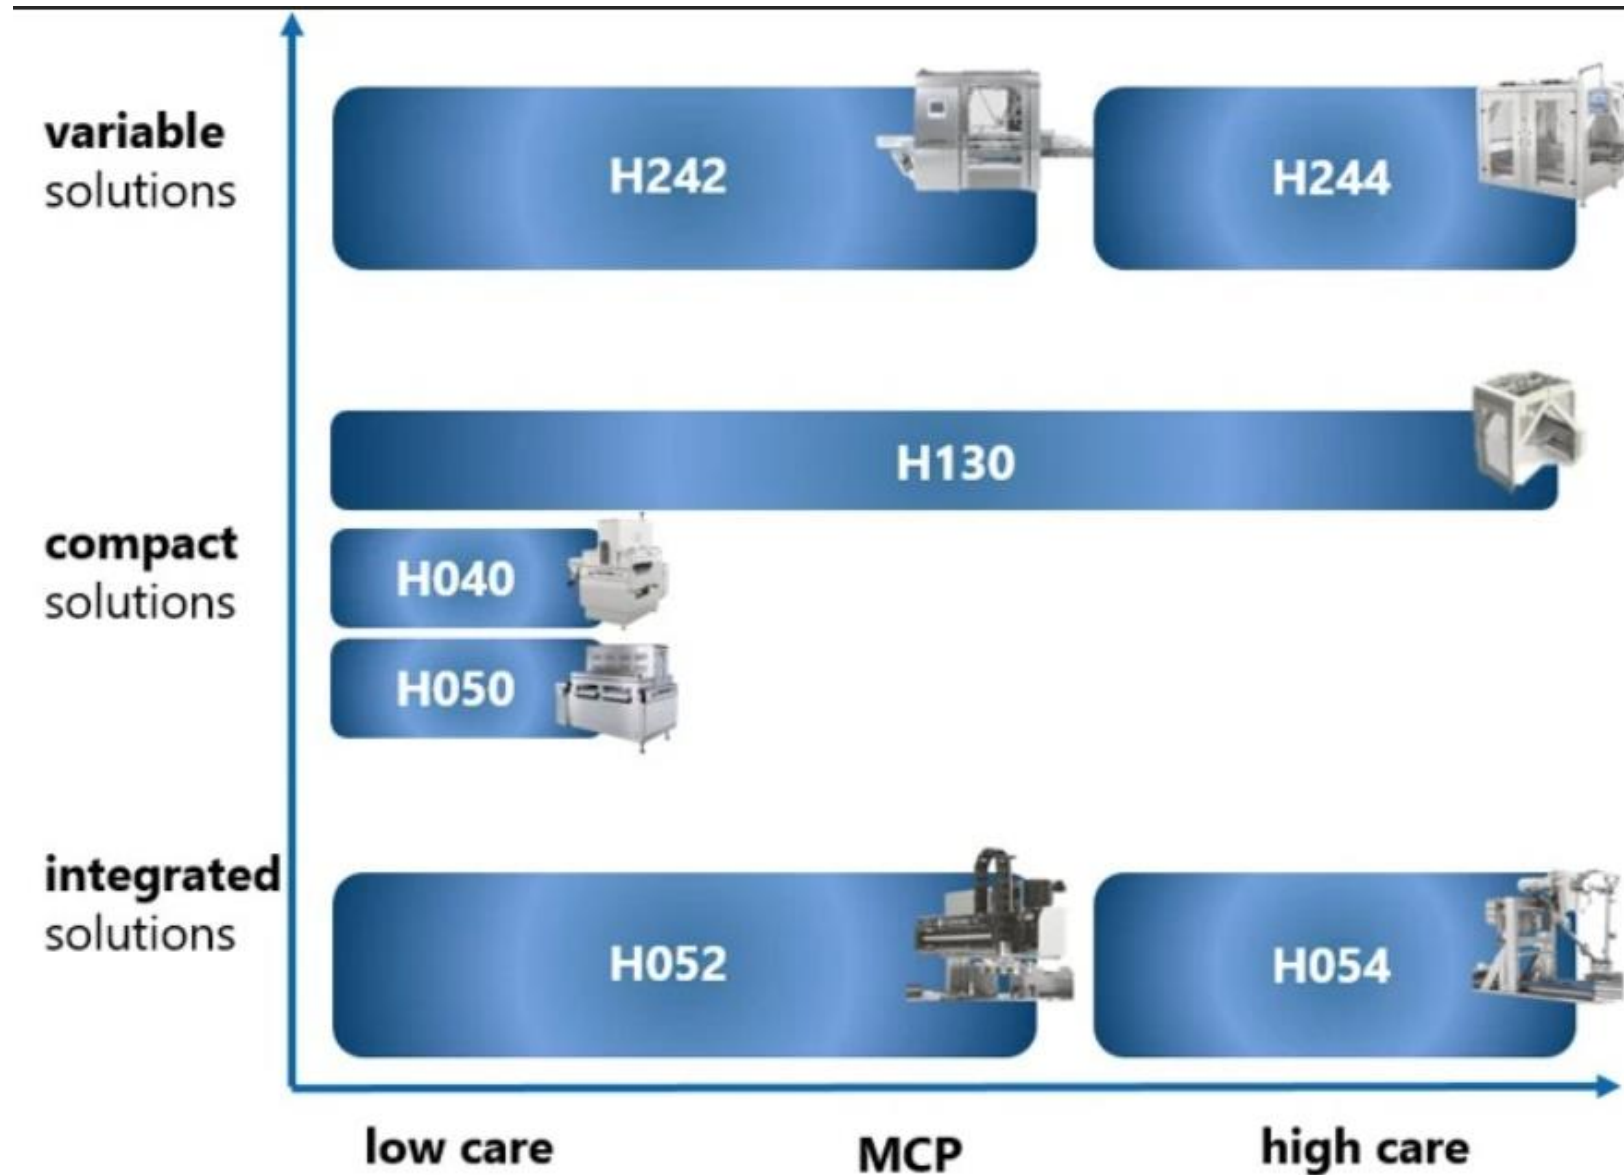 variable
solutions
H242
H244
H130
compact
solutions
H040
H050
integrated
solutions
H052
H054
low care
MCP
high care